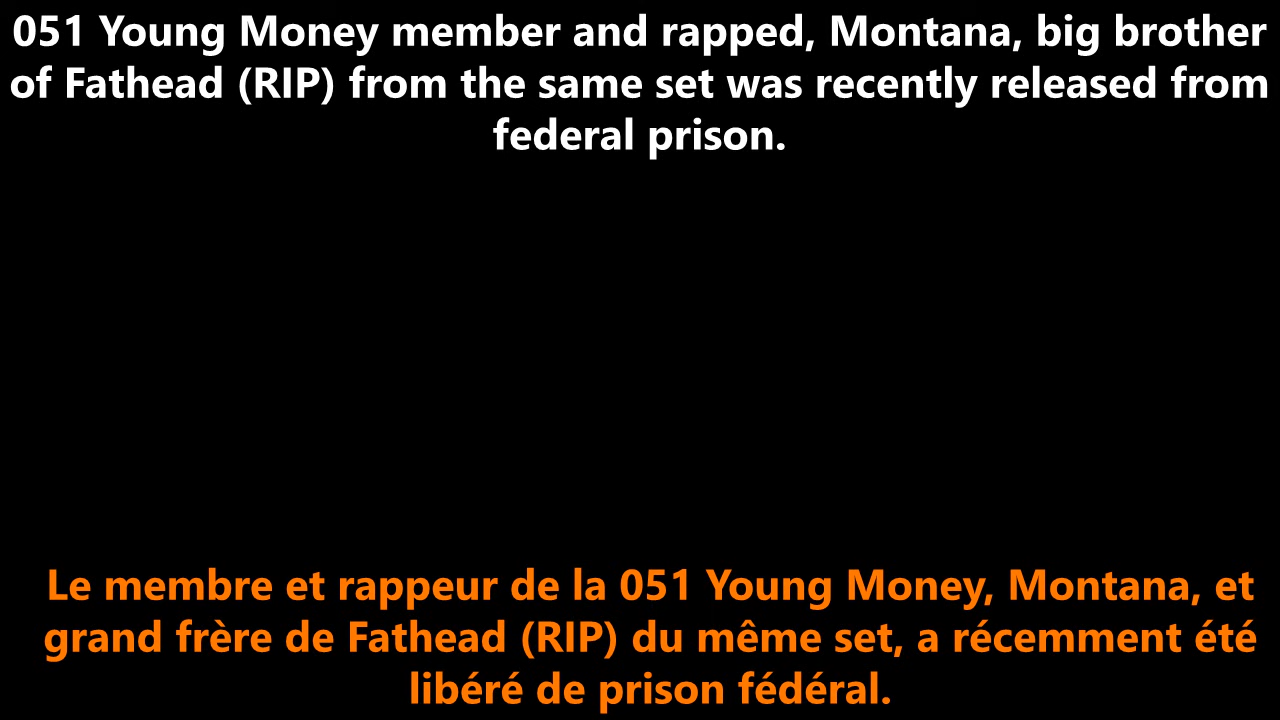 051 Young Money member and rapped, Montana, big brother
of Fathead (RIP) from the same set was recently released from
federal prison.
Le membre et rappeur de la 051 Young Money, Montana, et
grand frère de Fathead (RIP) du même set, a récemment été
libéré de prison fédéral.